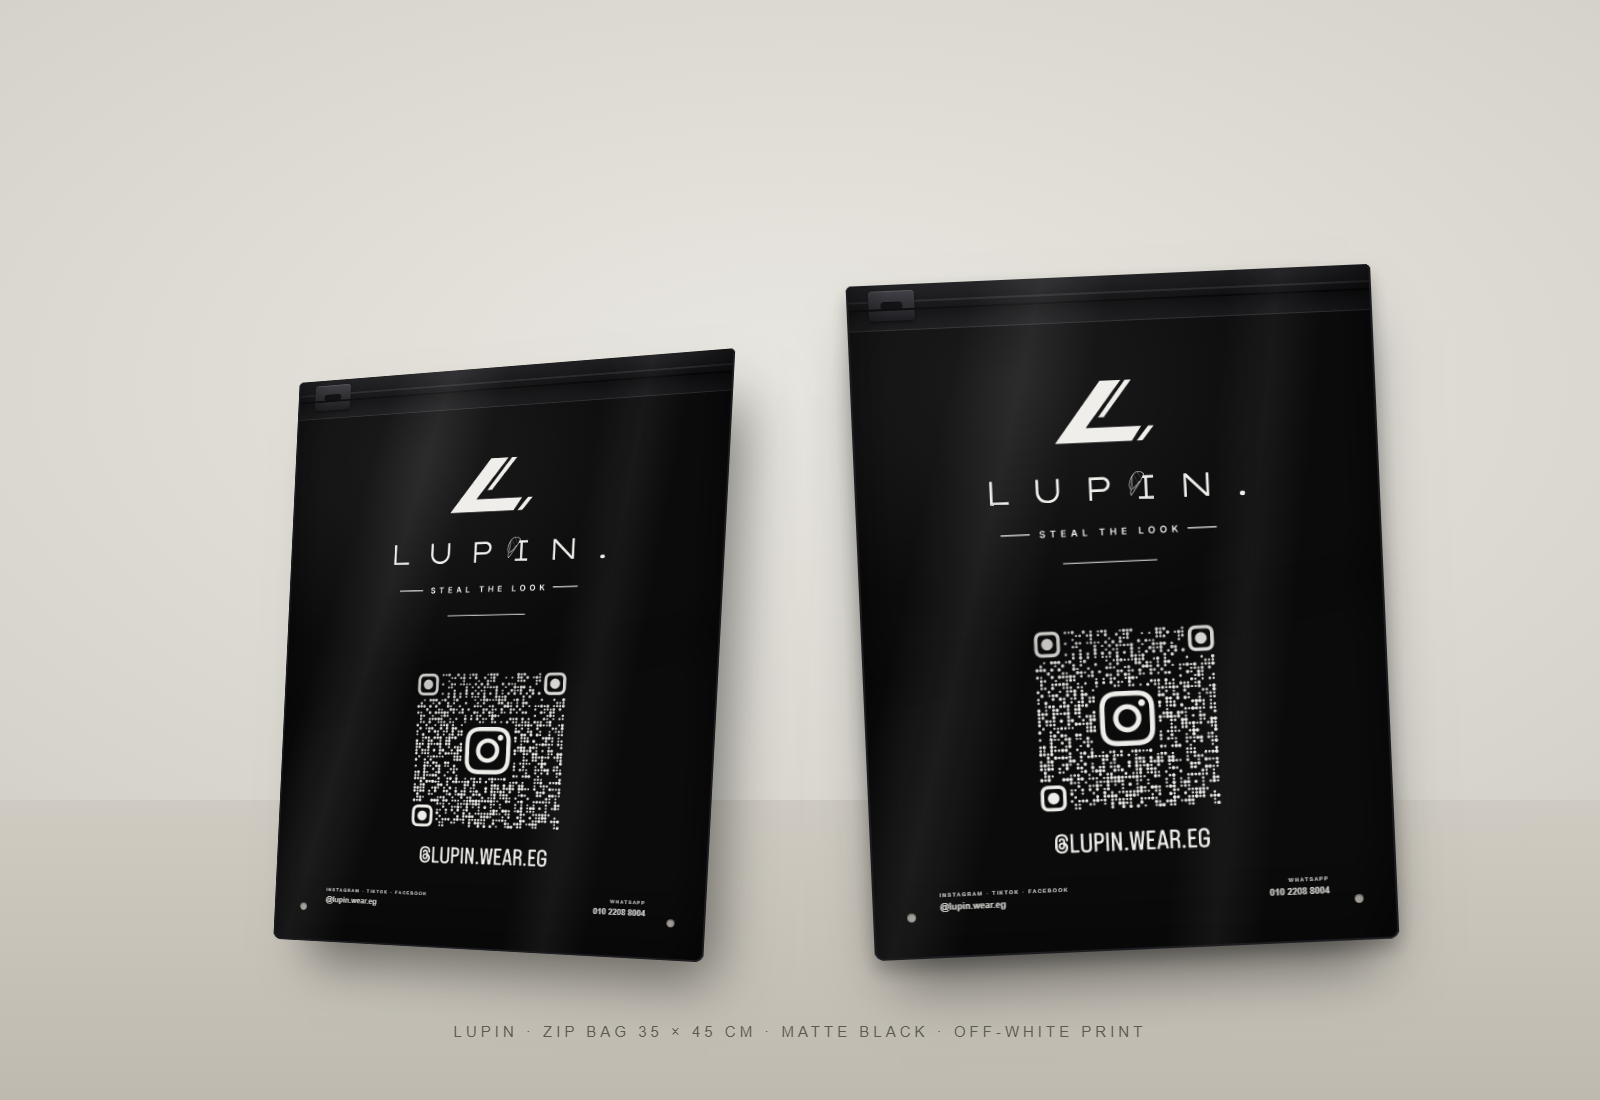 LUPIN.
STEAL THE LOOK
@LUPIN.WEAR.EG
INSTAGRAM · TIKTOK · FACEBOOK
@lupin.wear.eg
WHATSAPP
010 2208 8004
LUPIN.
STEAL THE LOOK
@LUPIN.WEAR.EG
INSTAGRAM · TIKTOK · FACEBOOK
@lupin.wear.eg
WHATSAPP
010 2208 8004
LUPIN · ZIP BAG 35 × 45 CM · MATTE BLACK · OFF-WHITE PRINT